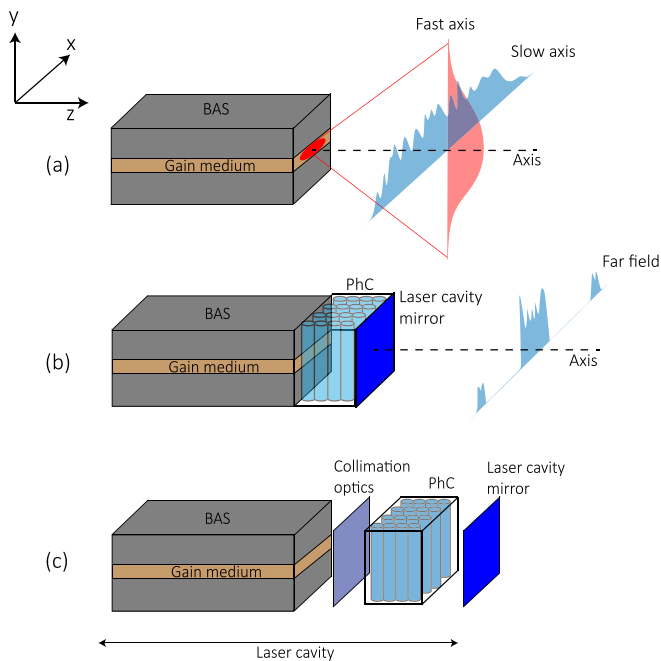 y
x
z
(a)
BAS
Gain medium
Fast axis
Slow axis
Axis
(b)
BAS
Gain medium
PhC
Laser cavity
mirror
Far field
Axis
(c)
BAS
Gain medium
Collimation
optics
PhC
Laser cavity
mirror
Laser cavity